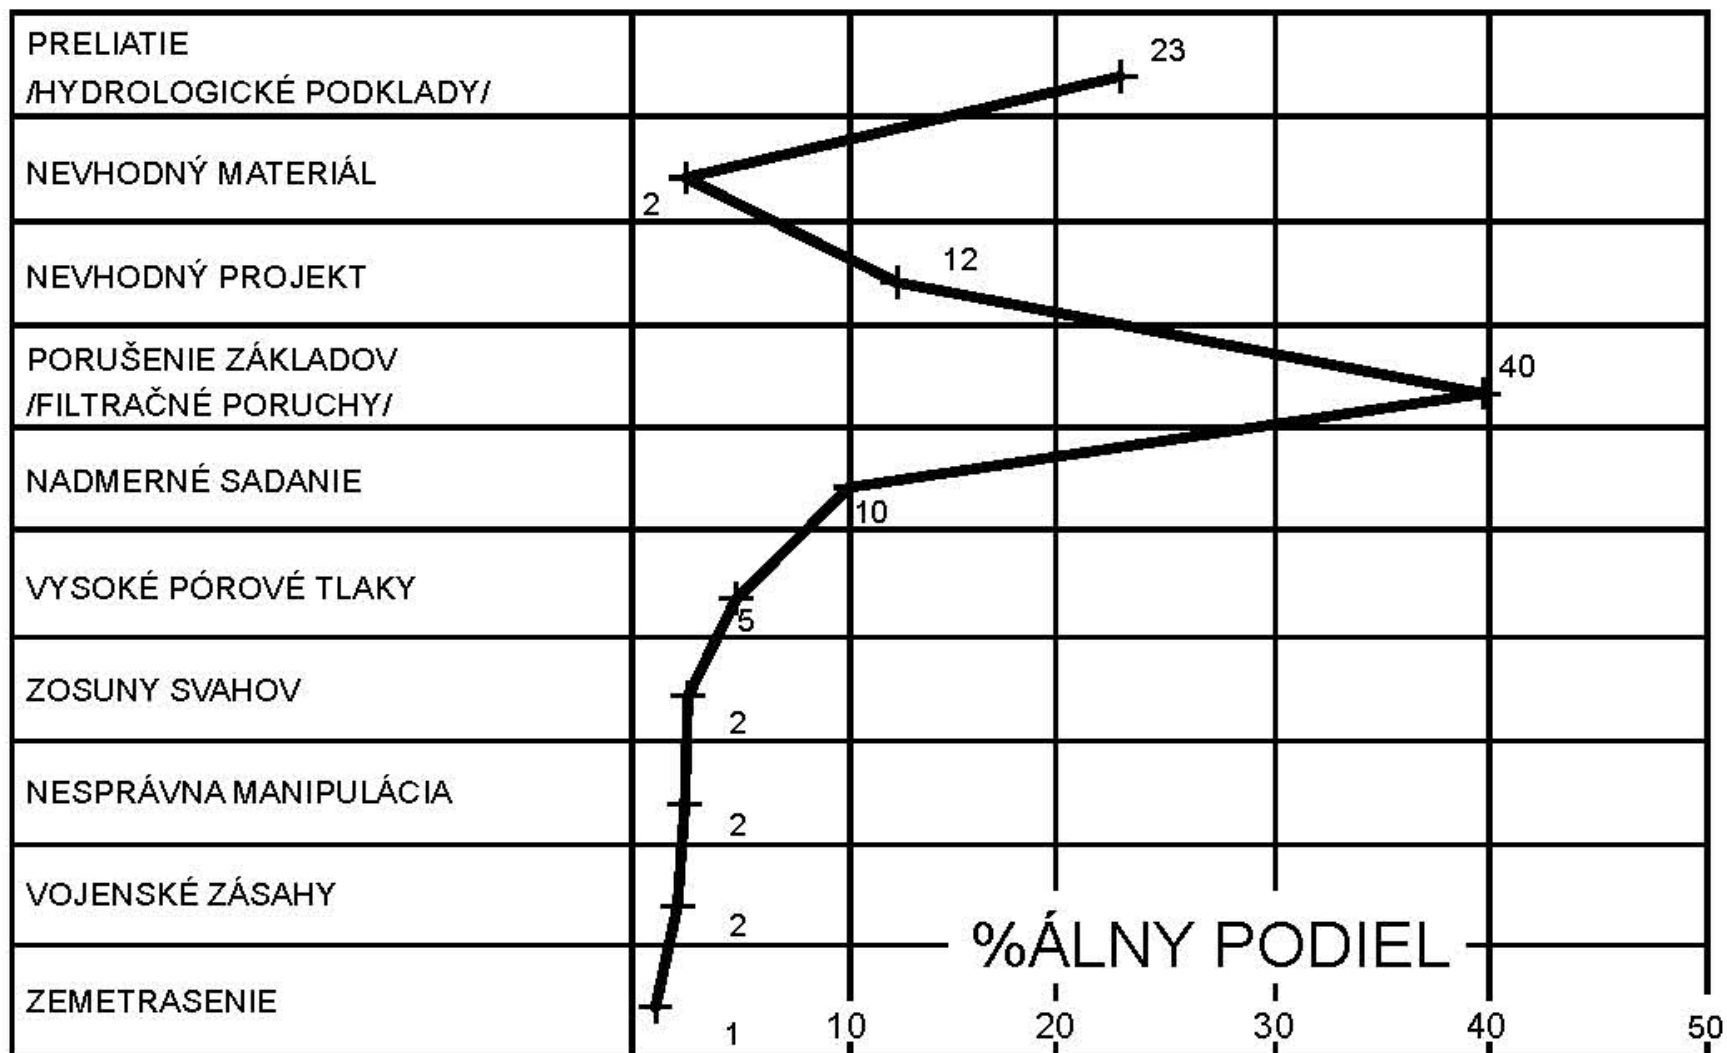 PRELIATIE
/HYDROLOGICKÉ PODKLADY/
23
NEVHODNÝ MATERIÁL
2
NEVHODNÝ PROJEKT
12
PORUŠENIE ZÁKLADOV
/FILTRAČNÉ PORUCHY/
40
NADMERNÉ SADANIE
10
VYSOKÉ PÓROVÉ TLAKY
5
ZOSUNY SVAHOV
2
NESPRÁVNA MANIPULÁCIA
2
VOJENSKÉ ZÁSAHY
2
%ÁLNY PODIEL
ZEMETRASENIE
1
10 20 30 40 50